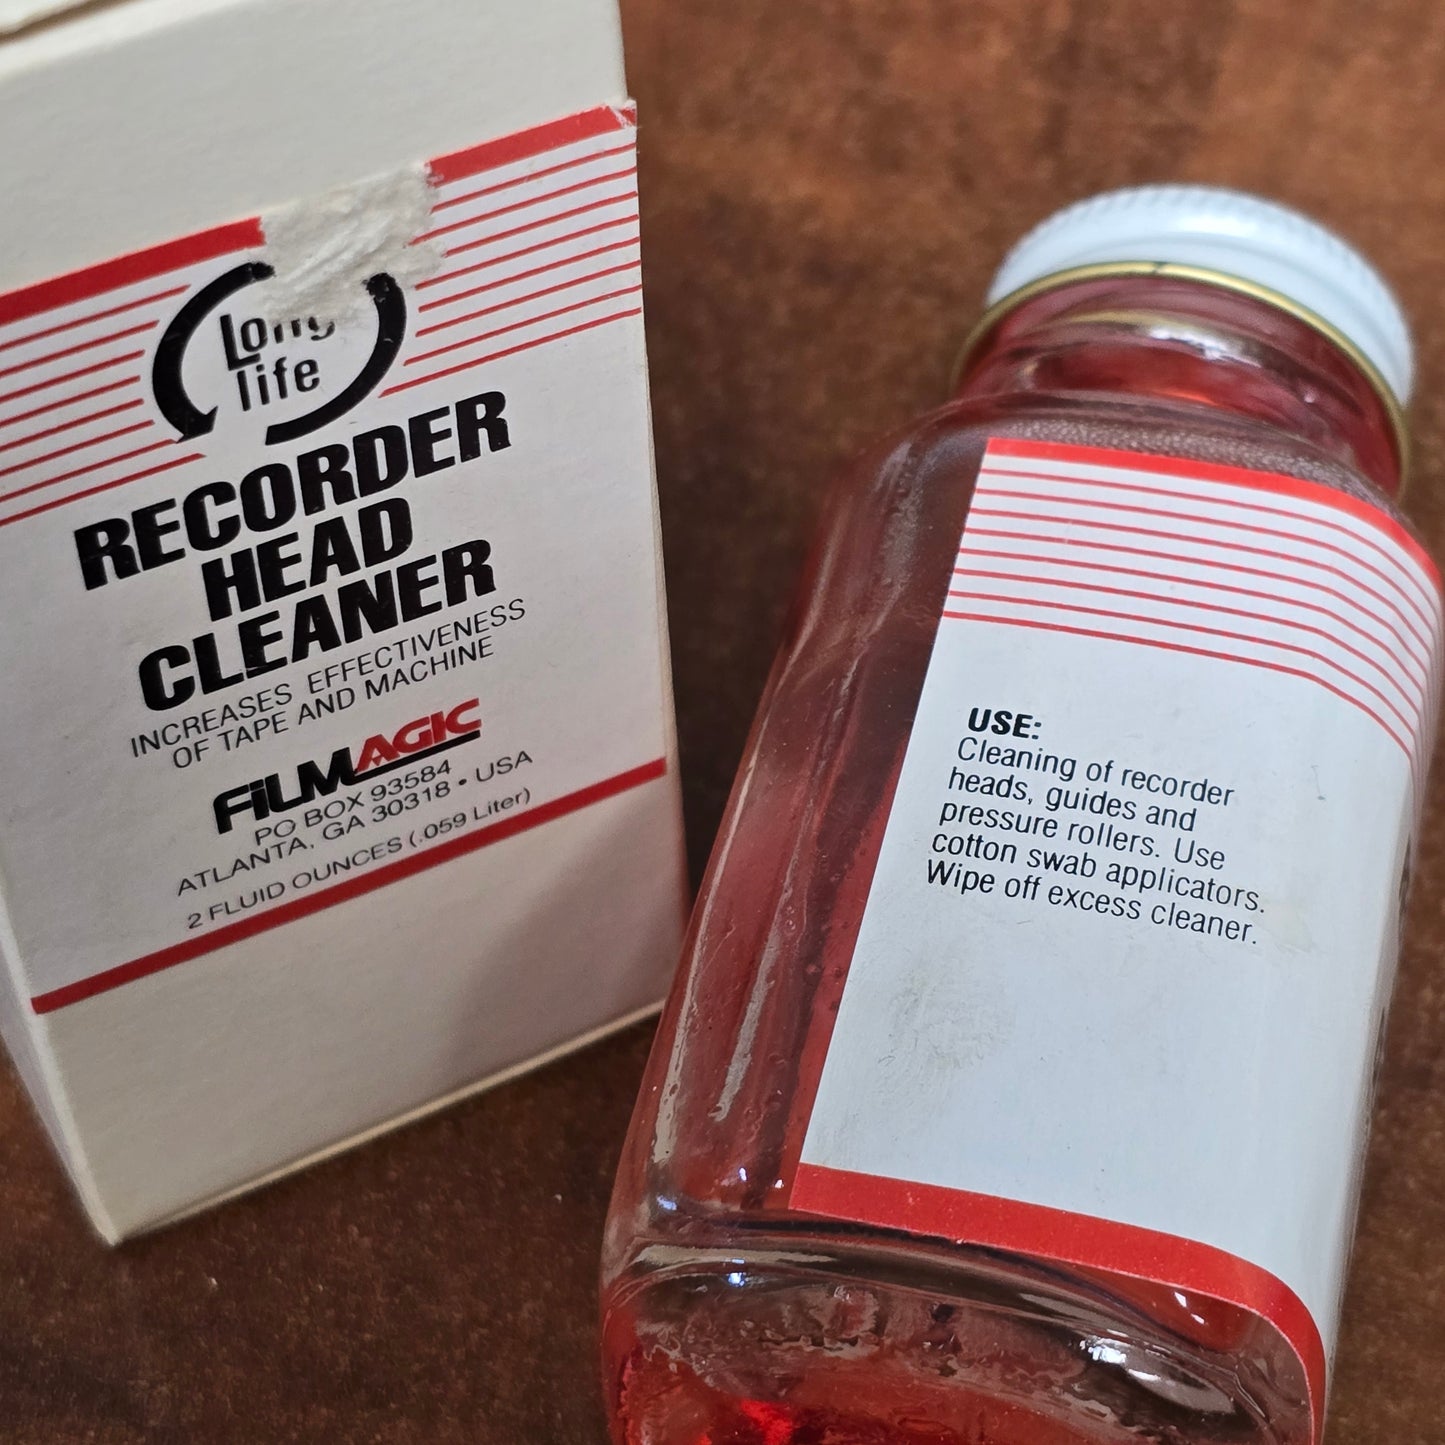 Long
life
RECORDER
HEAD
CLEANER
INCREASES EFFECTIVENESS
OF TAPE AND MACHINE
FiLMAGIC
PO BOX 93584
ATLANTA, GA 30318 • USA
2 FLUID OUNCES (.059 Liter)
USE:
Cleaning of recorder
heads, guides and
pressure rollers. Use
cotton swab applicators.
Wipe off excess cleaner.